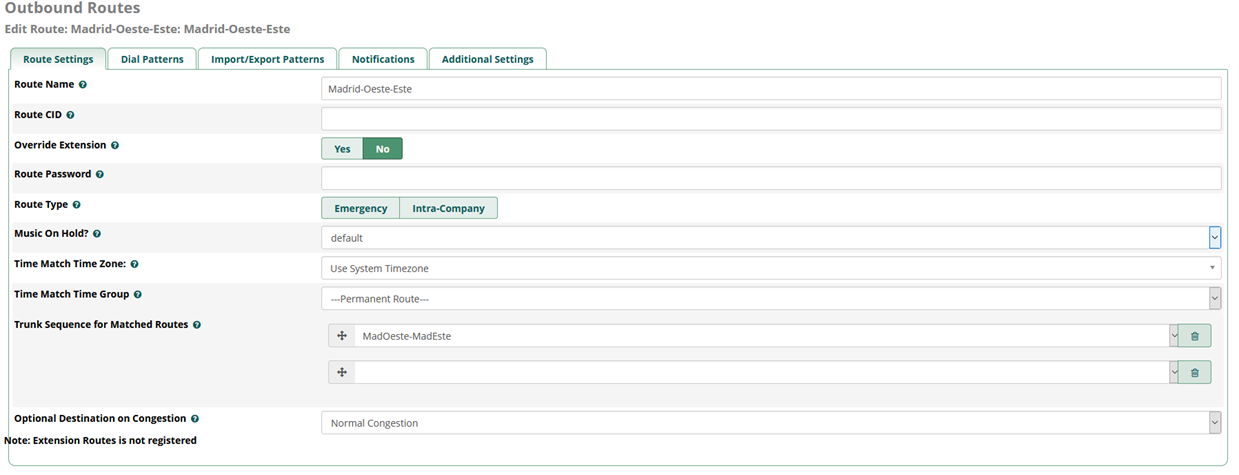 Outbound Routes
Edit Route: Madrid-Oeste-Este: Madrid-Oeste-Este
Route Settings Dial Patterns Import/Export Patterns Notifications Additional Settings
Route Name ? Madrid-Oeste-Este
Route CID ?
Override Extension ? Yes No
Route Password ?
Route Type ? Emergency Intra-Company
Music On Hold? ? default
Time Match Time Zone: ? Use System Timezone
Time Match Time Group ? ---Permanent Route---
Trunk Sequence for Matched Routes ? MadOeste-MadEste
Optional Destination on Congestion ? Normal Congestion
Note: Extension Routes is not registered